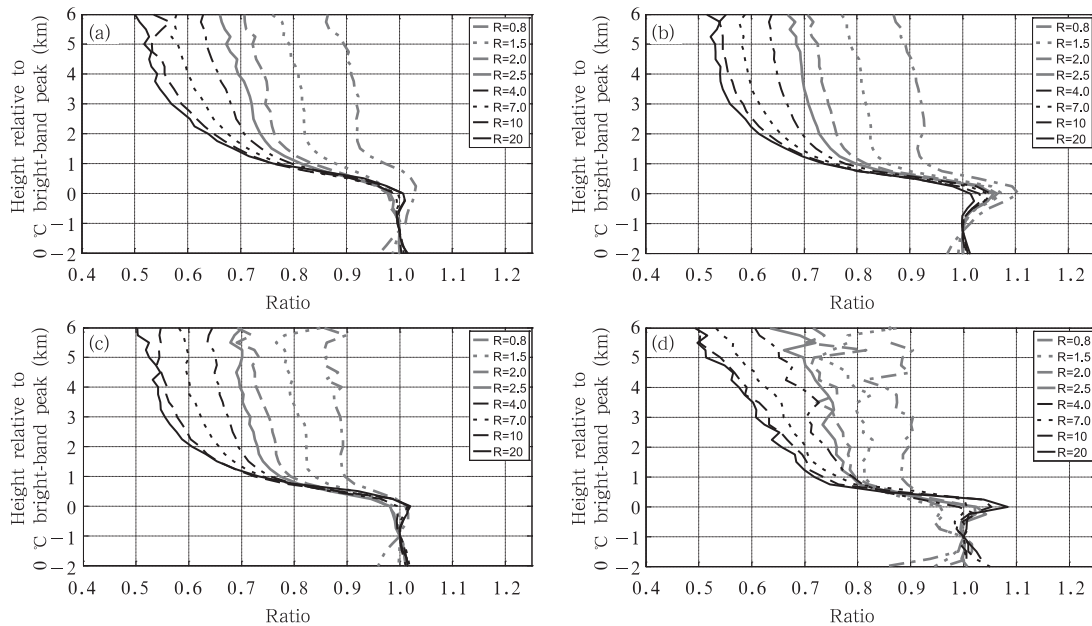 (a)
Height relative to
0 ℃ bright-band peak (km)
6
5
4
3
2
1
0
−1
−2
0.4 0.5 0.6 0.7 0.8 0.9 1.0 1.1 1.2
Ratio
R=0.8
R=1.5
R=2.0
R=2.5
R=4.0
R=7.0
R=10
R=20
(b)
Height relative to
0 ℃ bright-band peak (km)
6
5
4
3
2
1
0
−1
−2
0.4 0.5 0.6 0.7 0.8 0.9 1.0 1.1 1.2
Ratio
R=0.8
R=1.5
R=2.0
R=2.5
R=4.0
R=7.0
R=10
R=20
(c)
Height relative to
0 ℃ bright-band peak (km)
6
5
4
3
2
1
0
−1
−2
0.4 0.5 0.6 0.7 0.8 0.9 1.0 1.1 1.2
Ratio
R=0.8
R=1.5
R=2.0
R=2.5
R=4.0
R=7.0
R=10
R=20
(d)
Height relative to
0 ℃ bright-band peak (km)
6
5
4
3
2
1
0
−1
−2
0.4 0.5 0.6 0.7 0.8 0.9 1.0 1.1 1.2
Ratio
R=0.8
R=1.5
R=2.0
R=2.5
R=4.0
R=7.0
R=10
R=20